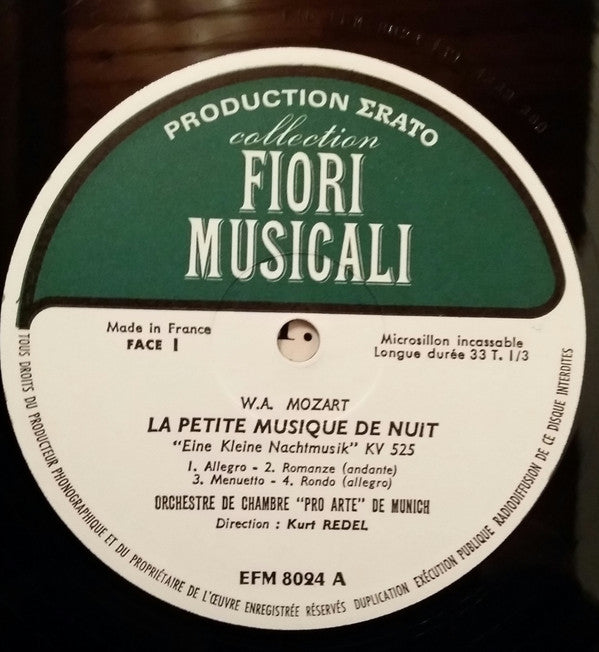 PRODUCTION ΣRATO
collection
FIORI
MUSICALI
Made in France
FACE 1
Microsillon incassable
Longue durée 33 T. 1/3
W.A. MOZART
LA PETITE MUSIQUE DE NUIT
"Eine Kleine Nachtmusik" KV 525
1. Allegro - 2. Romanze (andante)
3. Menuetto - 4. Rondo (allegro)
ORCHESTRE DE CHAMBRE "PRO ARTE" DE MUNICH
Direction : Kurt REDEL
EFM 8024 A
TOUS DROITS DU PRODUCTEUR PHONOGRAPHIQUE ET DU PROPRIÉTAIRE DE L'ŒUVRE ENREGISTRÉE RÉSERVÉS DUPLICATION EXÉCUTION PUBLIQUE RADIODIFFUSION DE CE DISQUE INTERDITES